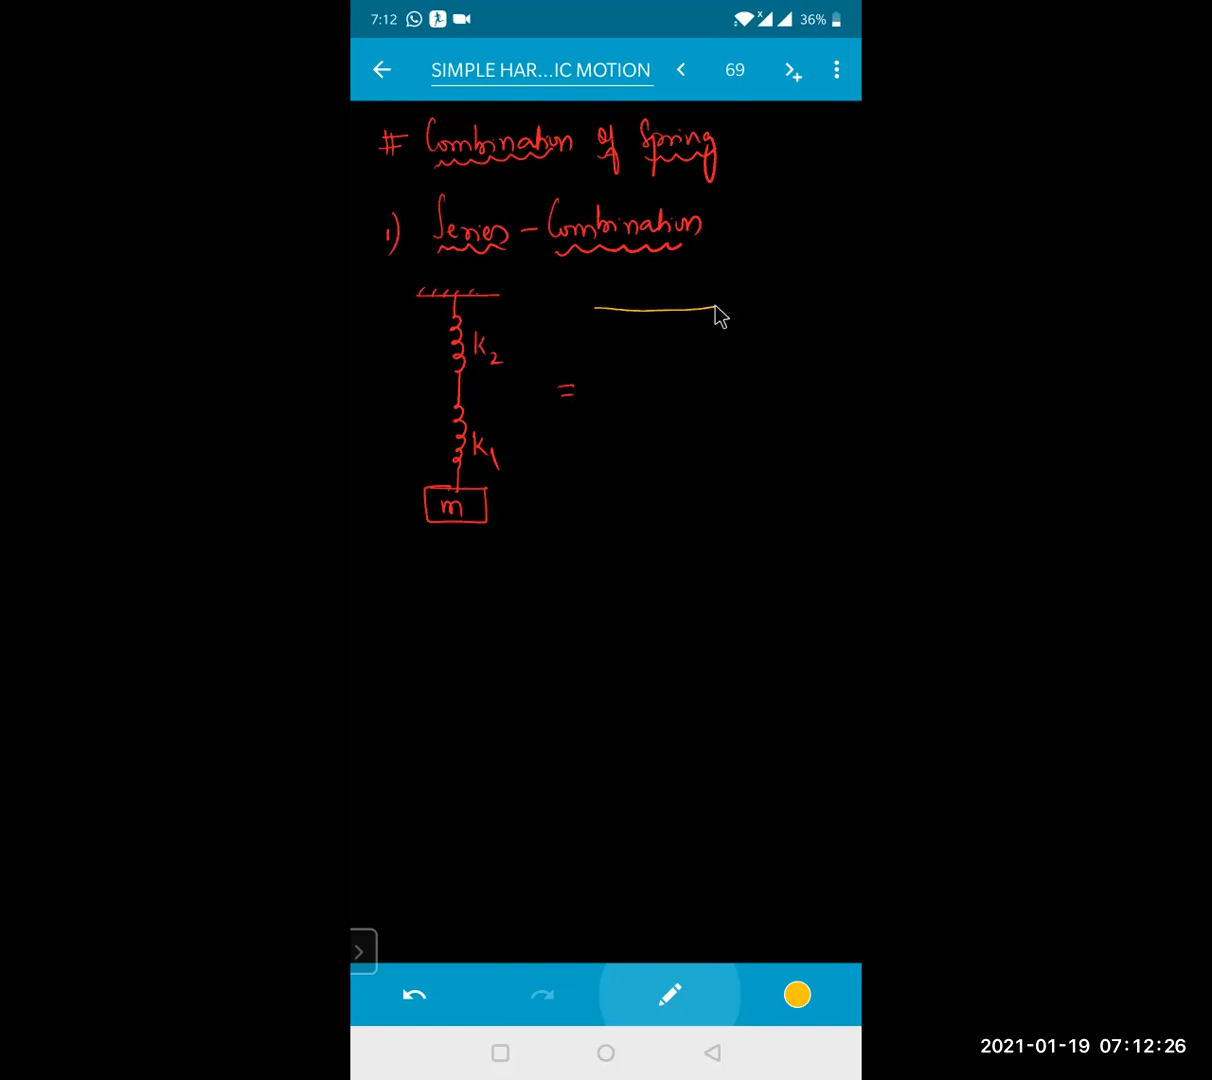 7:12 36%
SIMPLE HAR...IC MOTION 69
# Combination of Spring
1) Series - Combination
K2
=
K1
m
2021-01-19 07:12:26